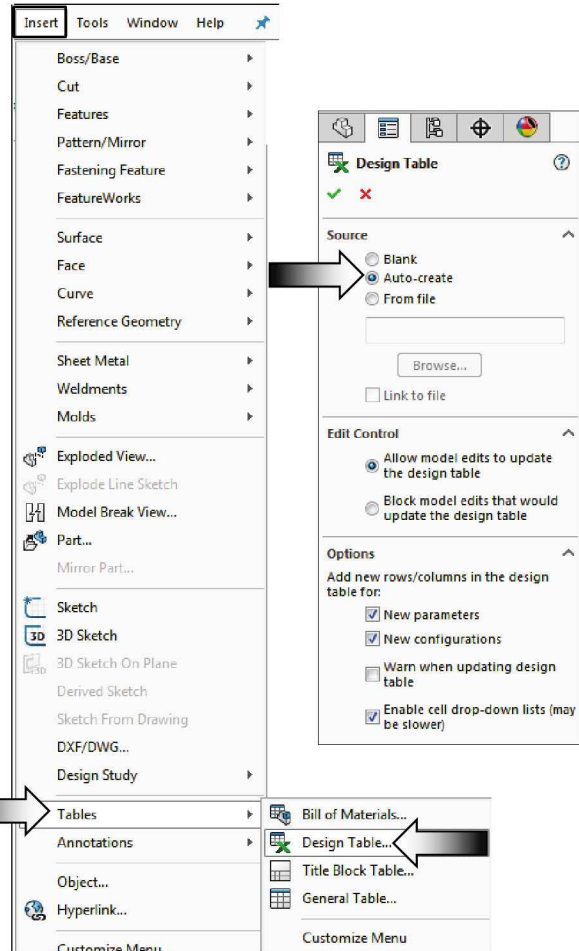 Insert Tools Window Help
Boss/Base
Cut
Features
Pattern/Mirror
Fastening Feature
FeatureWorks
Surface
Face
Curve
Reference Geometry
Sheet Metal
Weldments
Molds
Exploded View...
Explode Line Sketch
Model Break View...
Part...
Mirror Part...
Sketch
3D 3D Sketch
3D Sketch On Plane
Derived Sketch
Sketch From Drawing
DXF/DWG...
Design Study
Tables
Annotations
Object...
Hyperlink...
Customize Menu
Bill of Materials...
Design Table...
Title Block Table...
General Table...
Customize Menu
Design Table
Source
Blank
Auto-create
From file
Browse...
Link to file
Edit Control
Allow model edits to update
the design table
Block model edits that would
update the design table
Options
Add new rows/columns in the design
table for:
New parameters
New configurations
Warn when updating design
table
Enable cell drop-down lists (may
be slower)